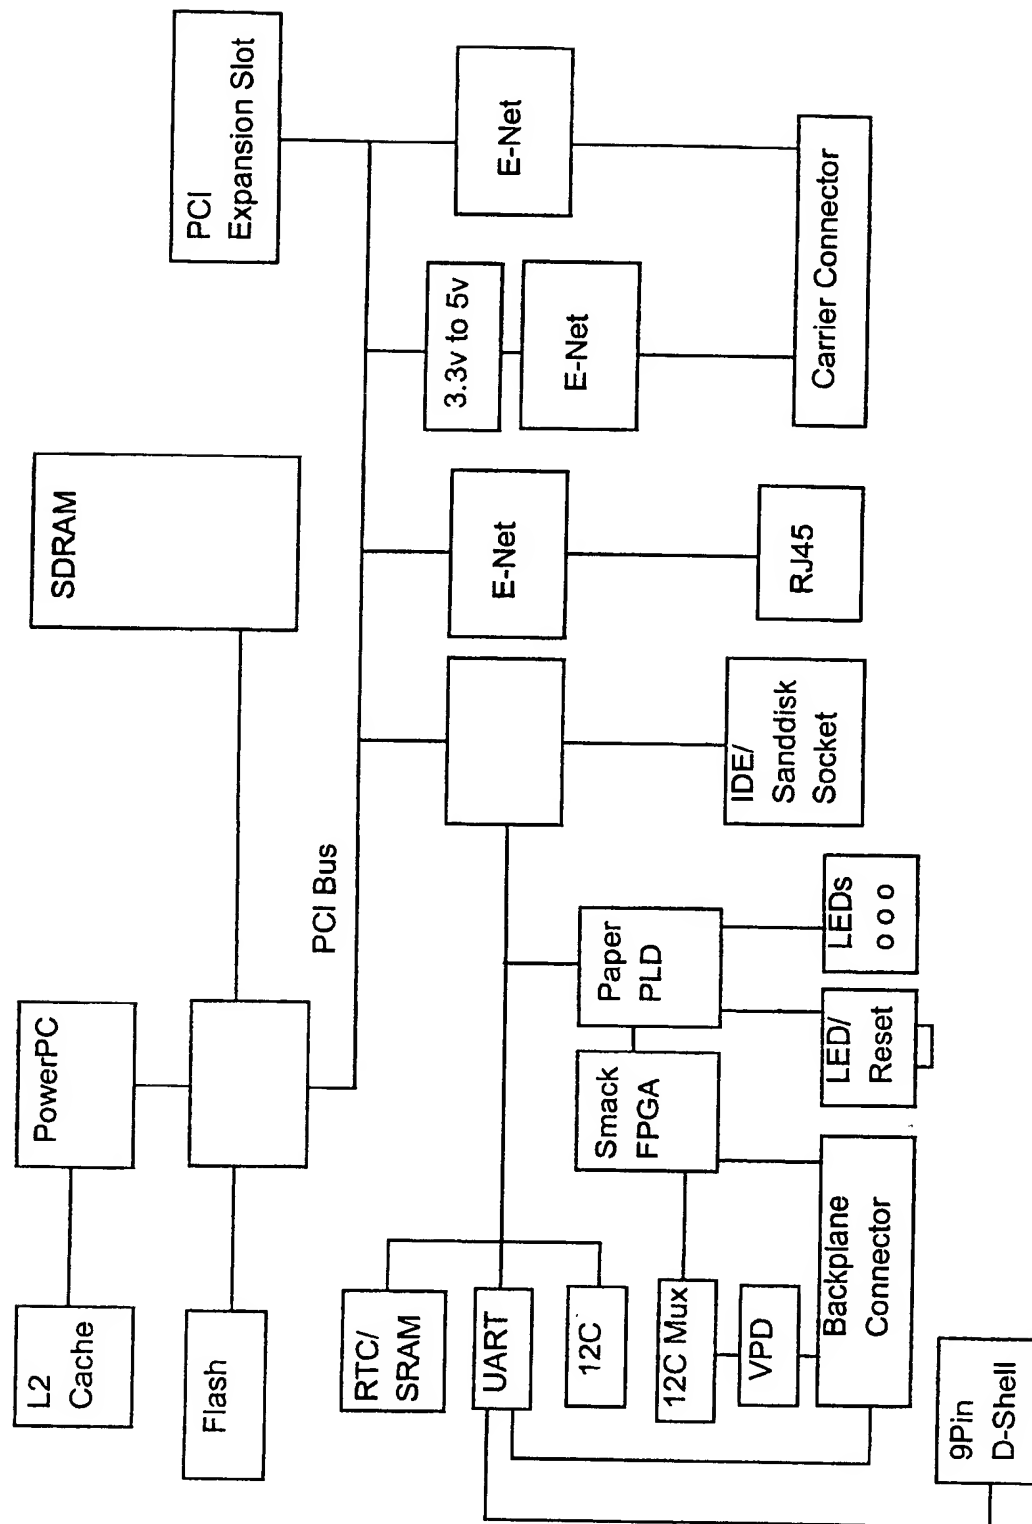 L2
Cache
PowerPC
SDRAM
PCI
Expansion Slot
Flash
PCI Bus
RTC/
SRAM
UART
12C
12C Mux
VPD
Backplane
Connector
9Pin
D-Shell
Smack
FPGA
Paper
PLD
LED/
Reset
LEDs
o o o
IDE/
Sanddisk
Socket
E-Net
RJ45
3.3v to 5v
E-Net
E-Net
Carrier Connector